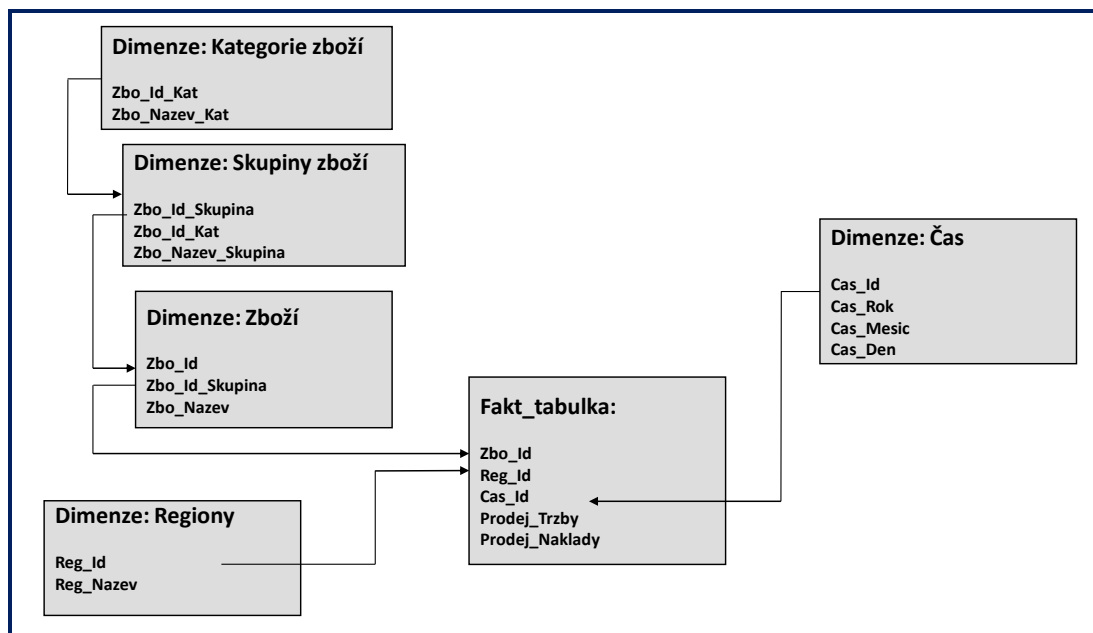 Dimenze: Kategorie zboží
Zbo_Id_Kat
Zbo_Nazev_Kat
Dimenze: Skupiny zboží
Zbo_Id_Skupina
Zbo_Id_Kat
Zbo_Nazev_Skupina
Dimenze: Zboží
Zbo_Id
Zbo_Id_Skupina
Zbo_Nazev
Dimenze: Regiony
Reg_Id
Reg_Nazev
Fakt_tabulka:
Zbo_Id
Reg_Id
Cas_Id
Prodej_Trzby
Prodej_Naklady
Dimenze: Čas
Cas_Id
Cas_Rok
Cas_Mesic
Cas_Den